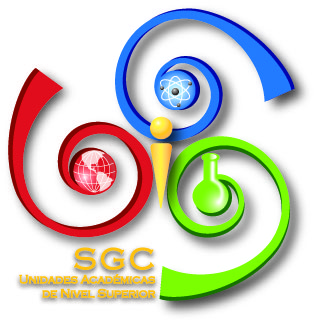 SGC
Unidades Académicas
de Nivel Superior